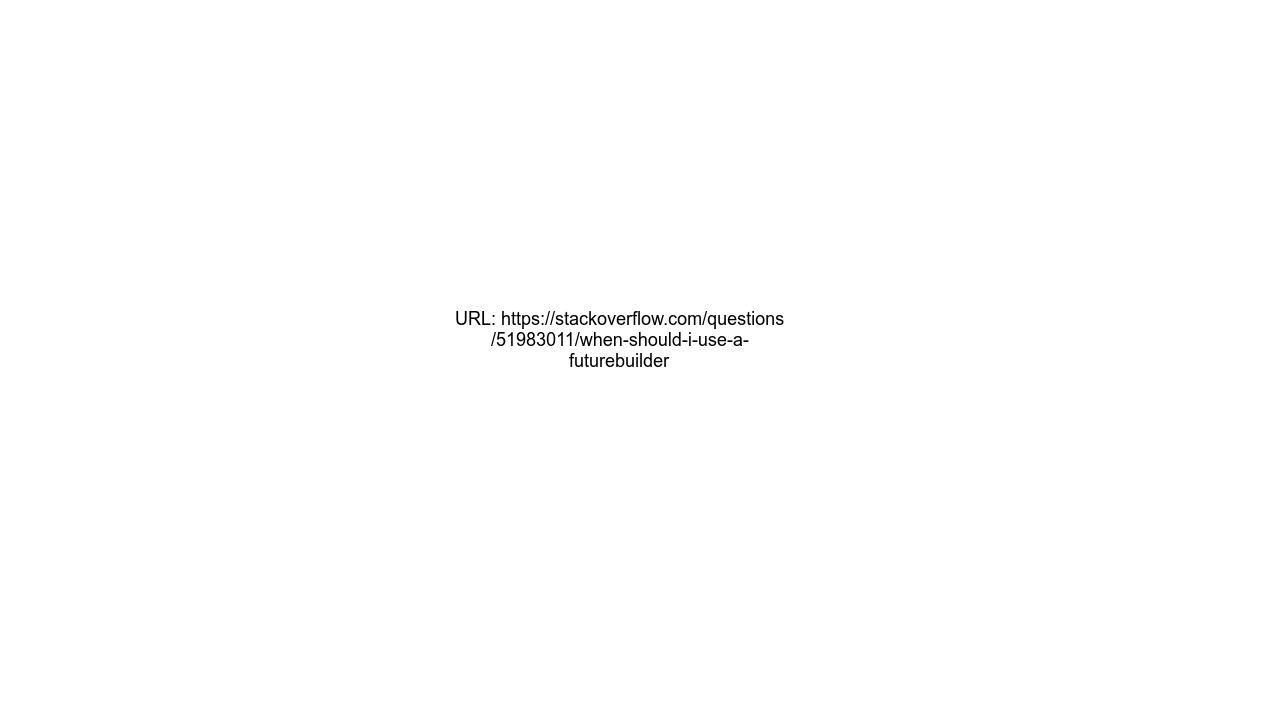 URL: https://stackoverflow.com/questions
/51983011/when-should-i-use-a-
futurebuilder